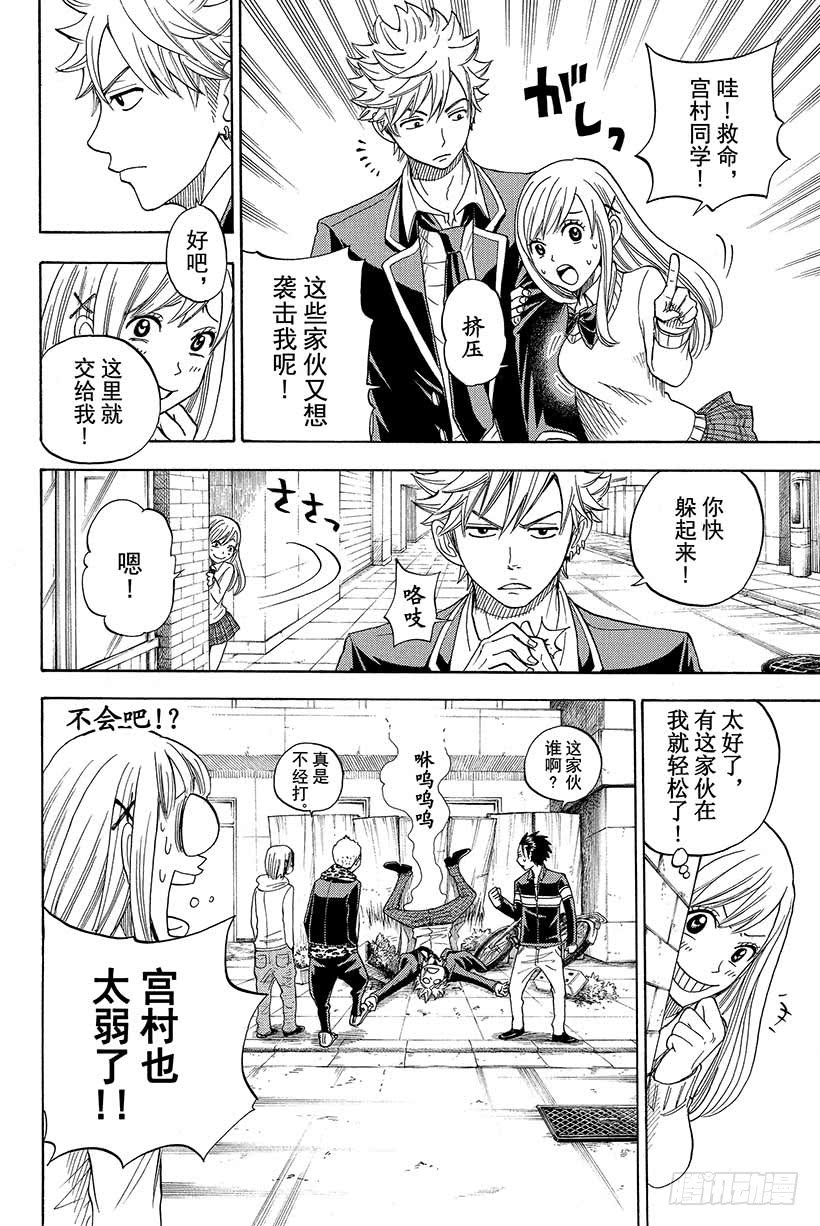 哇！救命，
宫村同学！
がしっ
挤压
这些家伙又想
袭击我呢！
好吧，
这里就
交给我！
你快
躲起来！
咯吱
ささっ
嗯！
太好了，
有这家伙在
我就轻松了！
这家伙
谁啊？
咻呜呜呜
真是
不经打。
不会吧！？
宫村也
太弱了！！
腾讯动漫